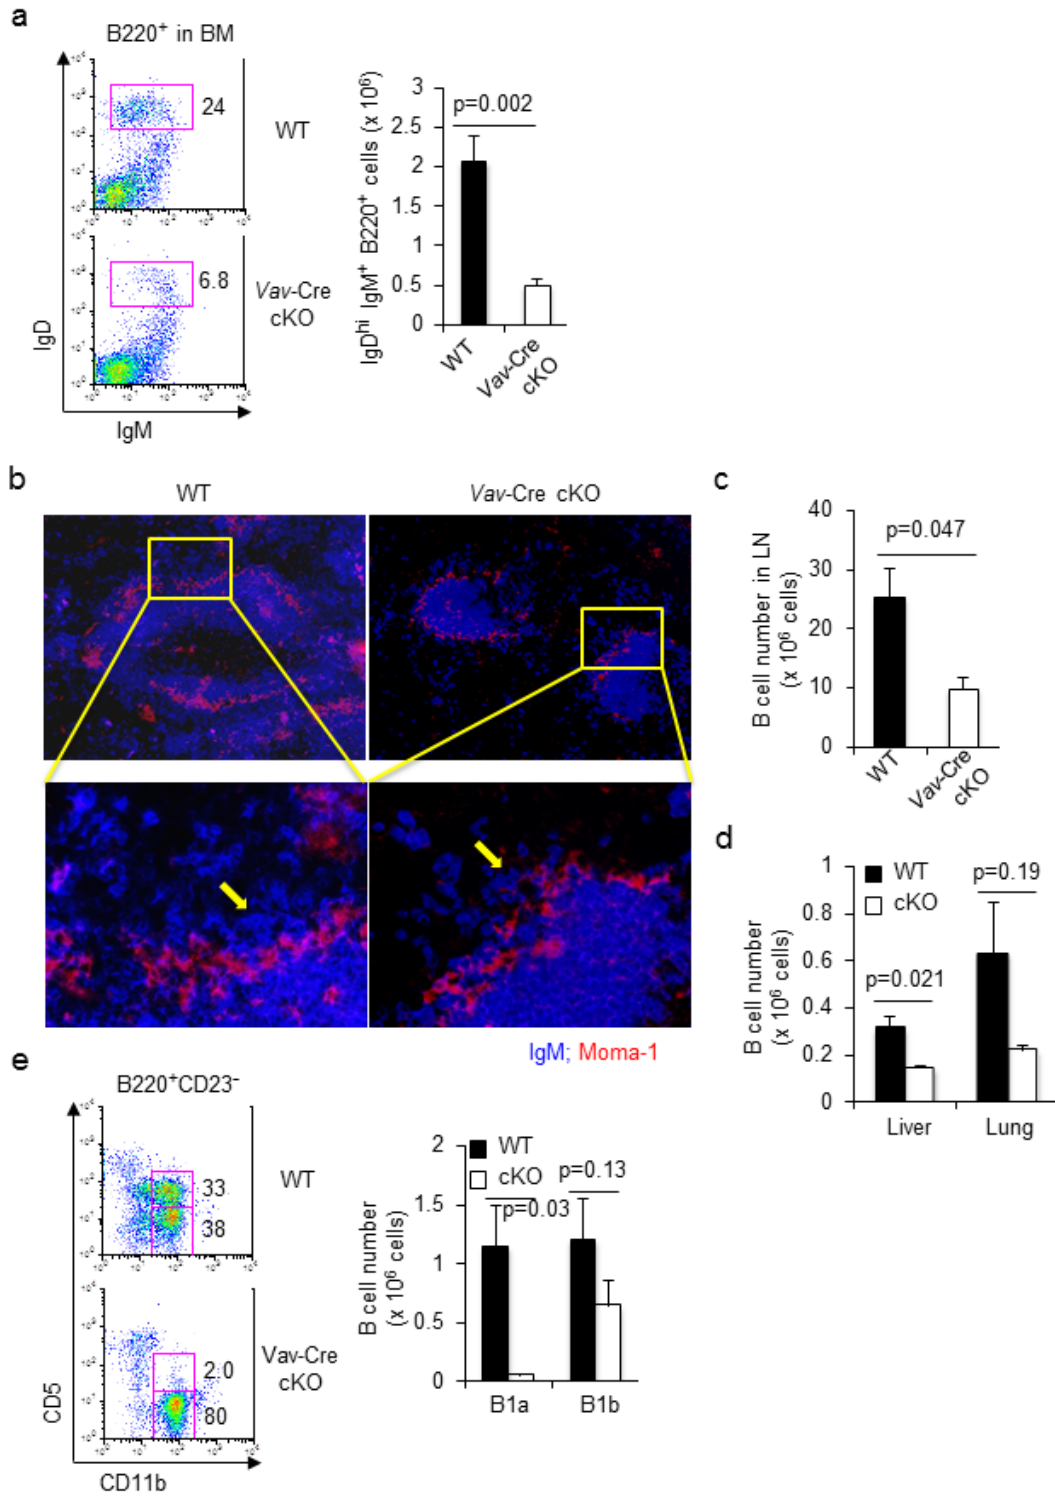 a
B220⁺ in BM
24
WT
6.8
Vav-Cre
cKO
IgD
IgM
IgDʰⁱ IgM⁺ B220⁺ cells (x 10⁶)
3
2.5
2
1.5
1
0.5
0
p=0.002
WT
Vav-Cre
cKO
b
WT
Vav-Cre cKO
IgM; Moma-1
c
B cell number in LN
(x 10⁶ cells)
40
30
20
10
0
p=0.047
WT
Vav-Cre
cKO
d
B cell number
(x 10⁶ cells)
1
0.8
0.6
0.4
0.2
0
WT
cKO
p=0.19
p=0.021
Liver
Lung
e
B220⁺CD23⁻
33
38
WT
2.0
80
Vav-Cre
cKO
CD5
CD11b
B cell number
(x 10⁶ cells)
2
1.5
1
0.5
0
WT
cKO
p=0.13
p=0.03
B1a
B1b